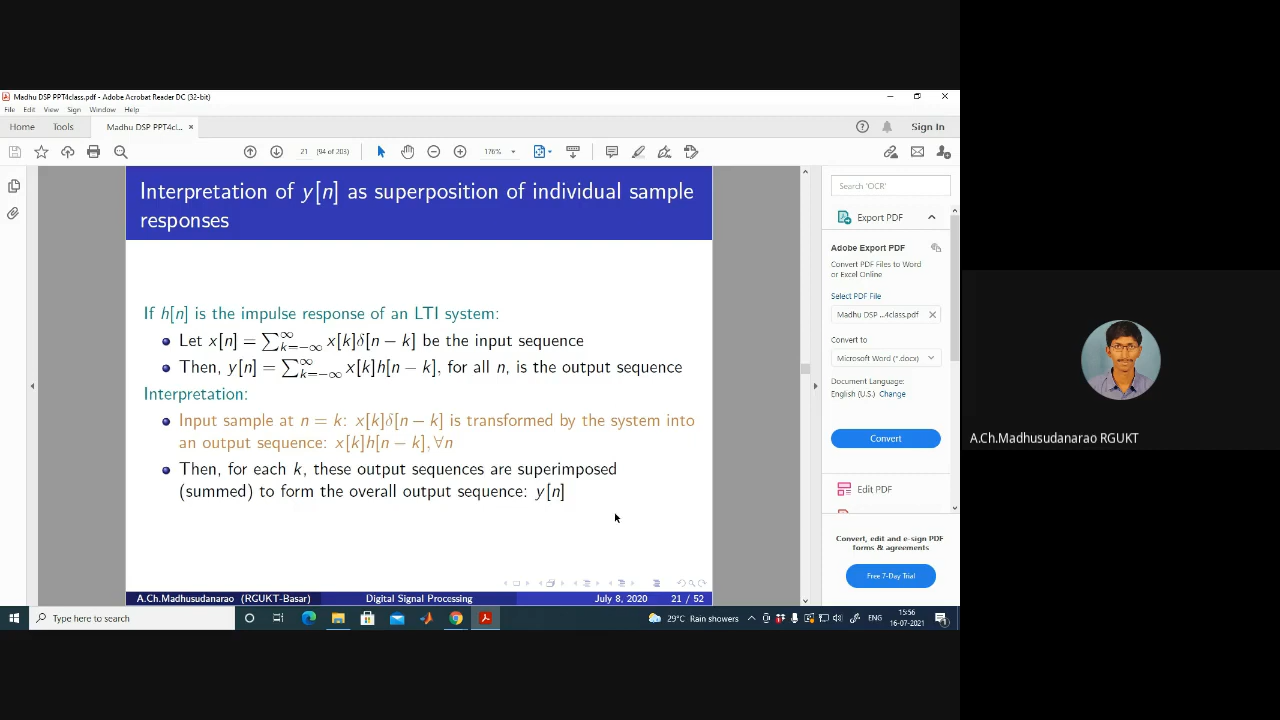 Madhu DSP PPT4class.pdf - Adobe Acrobat Reader DC (32-bit)
File Edit View Sign Window Help
Home Tools Madhu DSP PPT4cl... × Sign In
21 (94 of 203) 176%
Interpretation of y[n] as superposition of individual sample
responses
If h[n] is the impulse response of an LTI system:
Let x[n] = ∑_{k=−∞}^{∞} x[k]δ[n − k] be the input sequence
Then, y[n] = ∑_{k=−∞}^{∞} x[k]h[n − k], for all n, is the output sequence
Interpretation:
Input sample at n = k: x[k]δ[n − k] is transformed by the system into
an output sequence: x[k]h[n − k], ∀n
Then, for each k, these output sequences are superimposed
(summed) to form the overall output sequence: y[n]
A.Ch.Madhusudanarao (RGUKT-Basar) Digital Signal Processing July 8, 2020 21 / 52
Search 'OCR'
Export PDF
Adobe Export PDF
Convert PDF Files to Word
or Excel Online
Select PDF File
Madhu DSP ...4class.pdf
Convert to
Microsoft Word (*.docx)
Document Language:
English (U.S.) Change
Convert
Edit PDF
Convert, edit and e-sign PDF
forms & agreements
Free 7-Day Trial
Type here to search
29°C Rain showers
ENG
15:56
16-07-2021
A.Ch.Madhusudanarao RGUKT